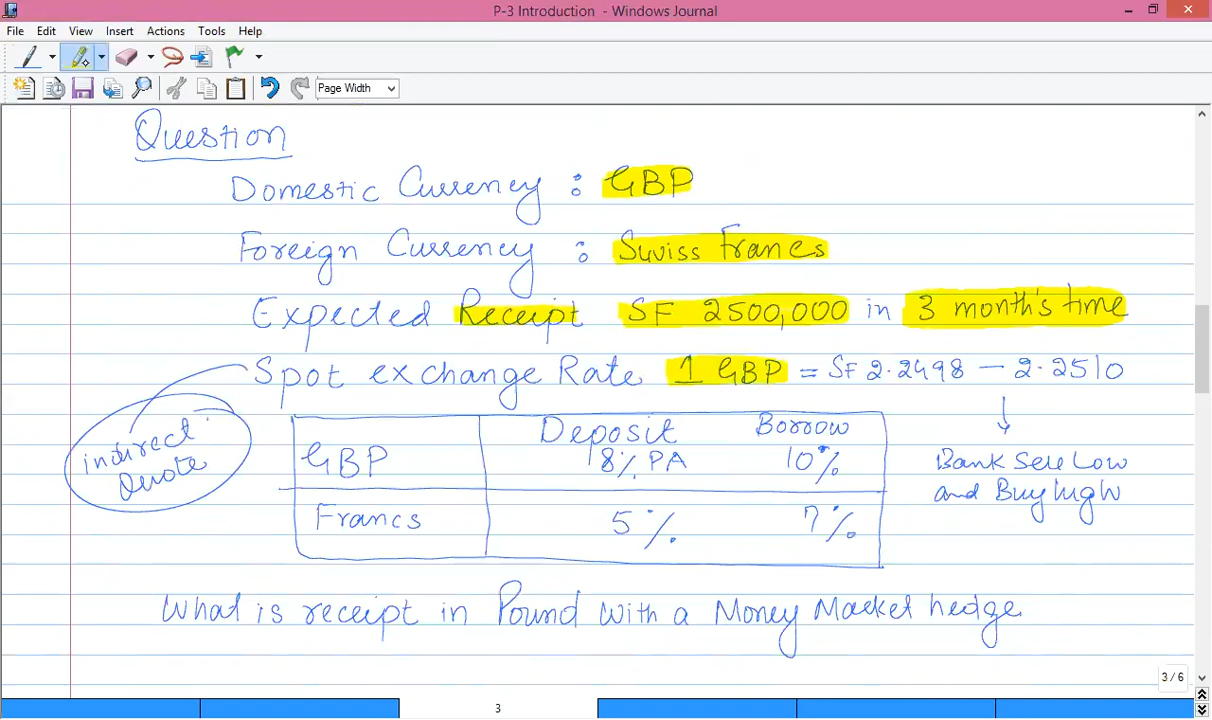 P-3 Introduction - Windows Journal
File Edit View Insert Actions Tools Help
Page Width
Question
Domestic Currency : GBP
Foreign Currency : Swiss Francs
Expected Receipt SF 2500,000 in 3 month's time
Spot exchange Rate 1 GBP = SF 2.2498 - 2.2510
indirect
Quote
Deposit Borrow
GBP 8% PA 10%
Francs 5% 7%
Bank Sell Low
and Buy high
What is receipt in Pound with a Money Market hedge
3/6
3